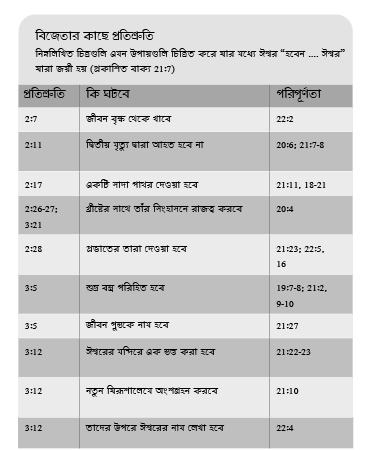 বিজেতার কাছে প্রতিশ্রুতি
নিম্নলিখিত চিত্রগুলি এমন উপায়গুলি চিহ্নিত করে যার মধ্যে ঈশ্বর “হবেন .... ঈশ্বর”
যারা জয়ী হয় (প্রকাশিত বাক্য 21:7)
প্রতিশ্রুতি কি ঘটবে পরিপূর্ণতা
2:7 জীবন বৃক্ষ থেকে খাবে 22:2
2:11 দ্বিতীয় মৃত্যু দ্বারা আহত হবে না 20:6; 21:7-8
2:17 একটি সাদা পাথর দেওয়া হবে 21:11, 18-21
2:26-27; খ্রীষ্টের সাথে তাঁর সিংহাসনে রাজত্ব করবে 20:4
3:21
2:28 প্রভাতের তারা দেওয়া হবে 21:23; 22:5,
16
3:5 শুভ্র বস্ত্র পরিহিত হবে 19:7-8; 21:2,
9-10
3:5 জীবন পুস্তকে নাম হবে 21:27
3:12 ঈশ্বরের মন্দিরে এক স্তম্ভ করা হবে 21:22-23
3:12 নতুন যিরূশালেমে অংশগ্রহন করবে 21:10
3:12 তাদের উপরে ঈশ্বরের নাম লেখা হবে 22:4